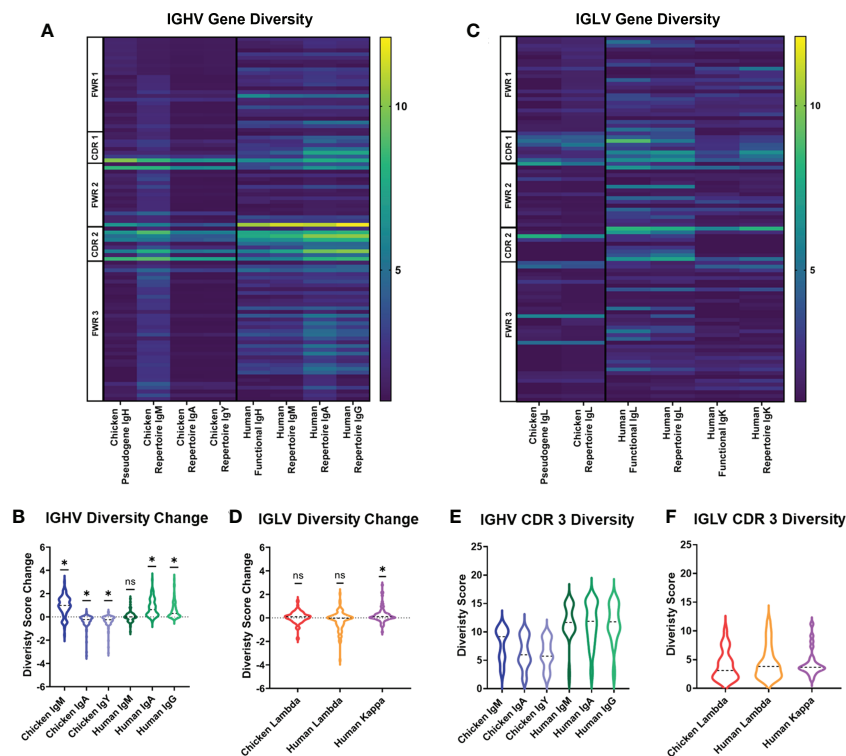 A
IGHV Gene Diversity
FWR 1
CDR 1
FWR 2
CDR 2
FWR 3
10
5
Chicken
Pseudogene IgH
Chicken
Repertoire IgM
Chicken
Repertoire IgA
Chicken
Repertoire IgY
Human
Functional IgH
Human
Repertoire IgM
Human
Repertoire IgA
Human
Repertoire IgG
C
IGLV Gene Diversity
FWR 1
CDR 1
FWR 2
CDR 2
FWR 3
10
5
Chicken
Pseudogene IgL
Chicken
Repertoire IgL
Human
Functional IgL
Human
Repertoire IgL
Human
Functional IgK
Human
Repertoire IgK
B
IGHV Diversity Change
Diveristy Score Change
6
4
2
0
-2
-4
-6
*
*
*
ns
*
*
Chicken IgM
Chicken IgA
Chicken IgY
Human IgM
Human IgA
Human IgG
D
IGLV Diversity Change
Diveristy Score Change
6
4
2
0
-2
-4
-6
ns
ns
*
Chicken Lambda
Human Lambda
Human Kappa
E
IGHV CDR 3 Diversity
Diveristy Score
25
20
15
10
5
0
Chicken IgM
Chicken IgA
Chicken IgY
Human IgM
Human IgA
Human IgG
F
IGLV CDR 3 Diversity
Diveristy Score
25
20
15
10
5
0
Chicken Lambda
Human Lambda
Human Kappa